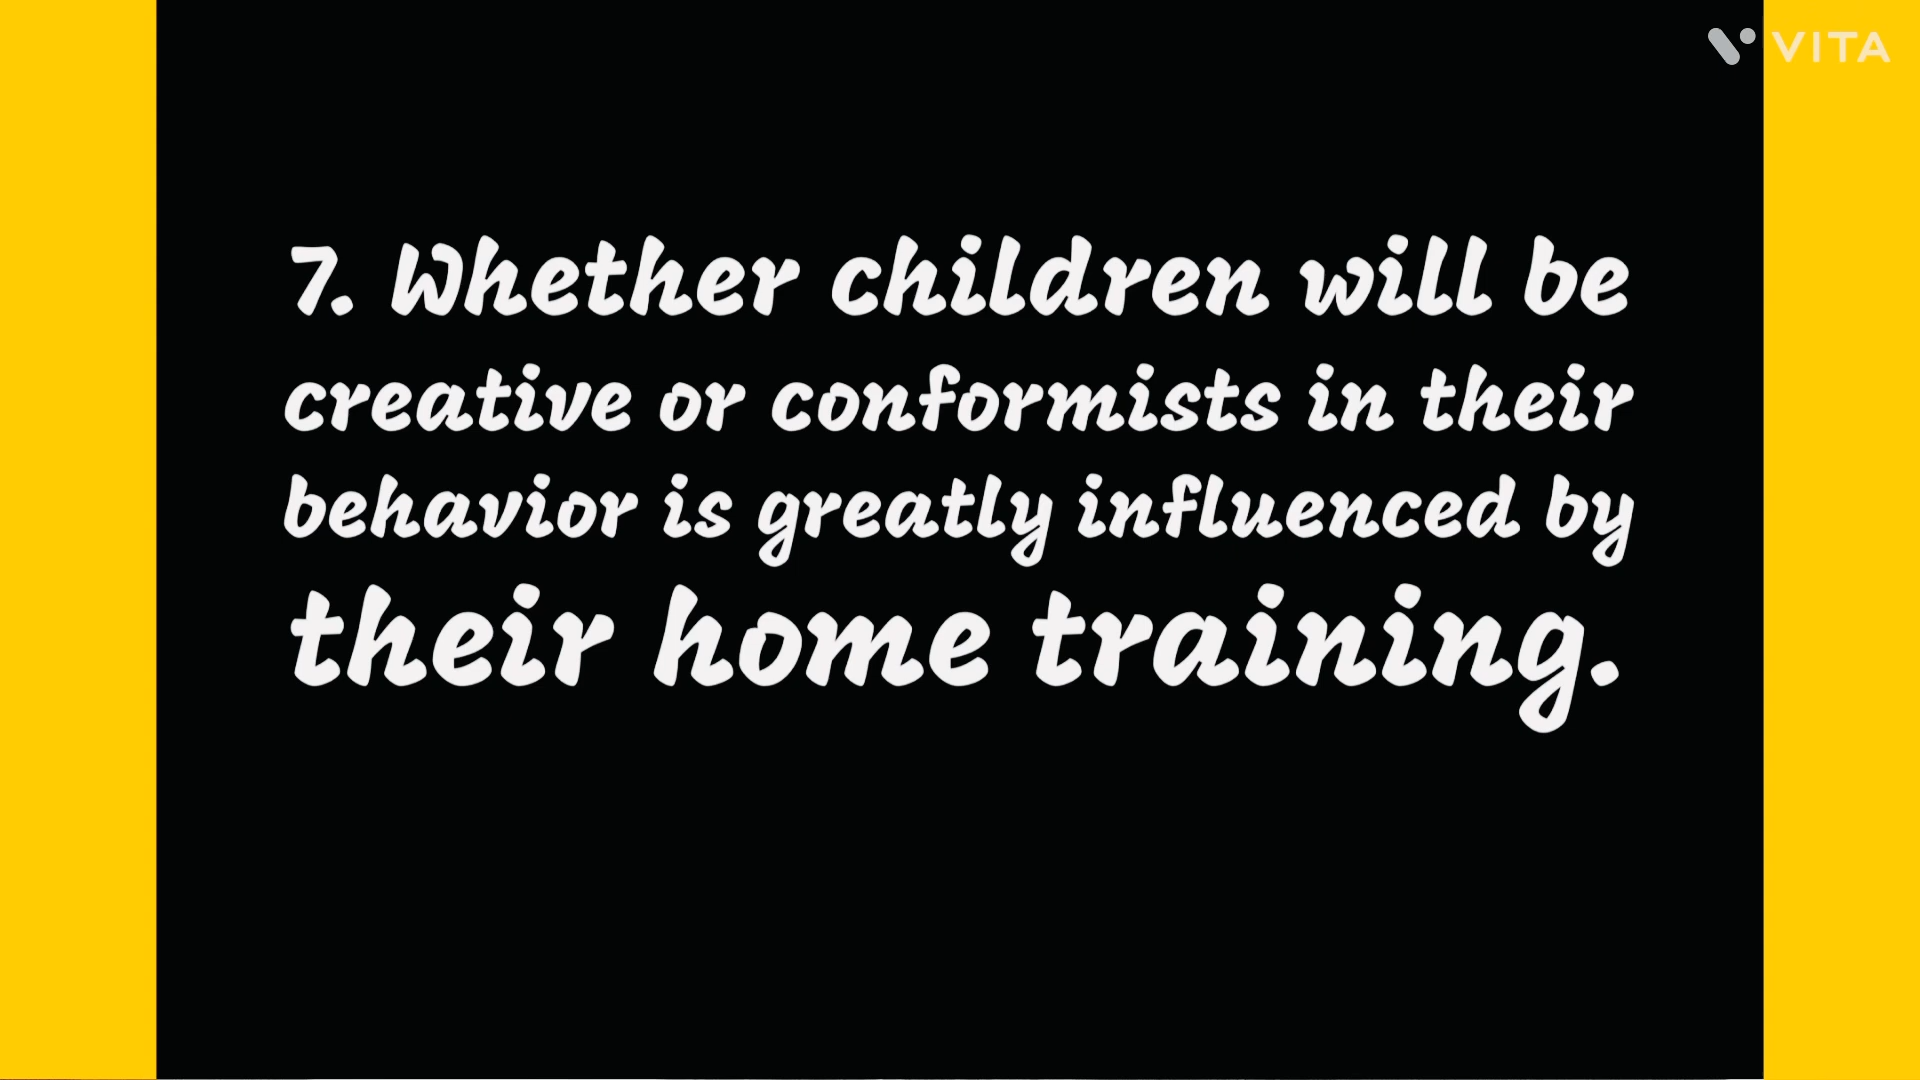 VITA
7. Whether children will be
creative or conformists in their
behavior is greatly influenced by
their home training.